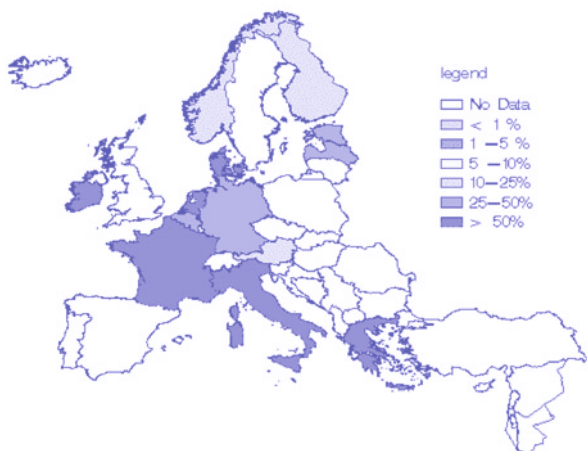 legend
No Data
< 1 %
1 —5 %
5 —10%
10—25%
25—50%
> 50%